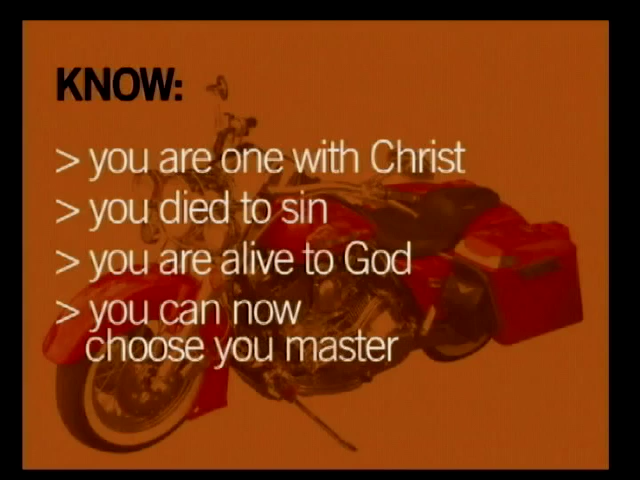 KNOW:
> you are one with Christ
> you died to sin
> you are alive to God
> you can now
choose you master